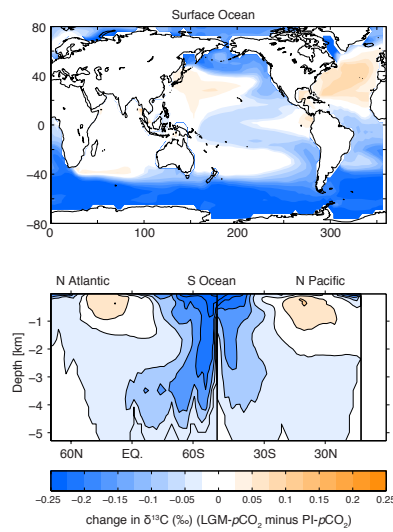 Surface Ocean
80
40
0
−40
−80
0 100 200 300
N Atlantic S Ocean N Pacific
Depth [km]
−1
−2
−3
−4
−5
60N EQ. 60S 30S 30N
−0.25 −0.2 −0.15 −0.1 −0.05 0 0.05 0.1 0.15 0.2 0.25
change in δ¹³C (‰) (LGM-pCO₂ minus PI-pCO₂)